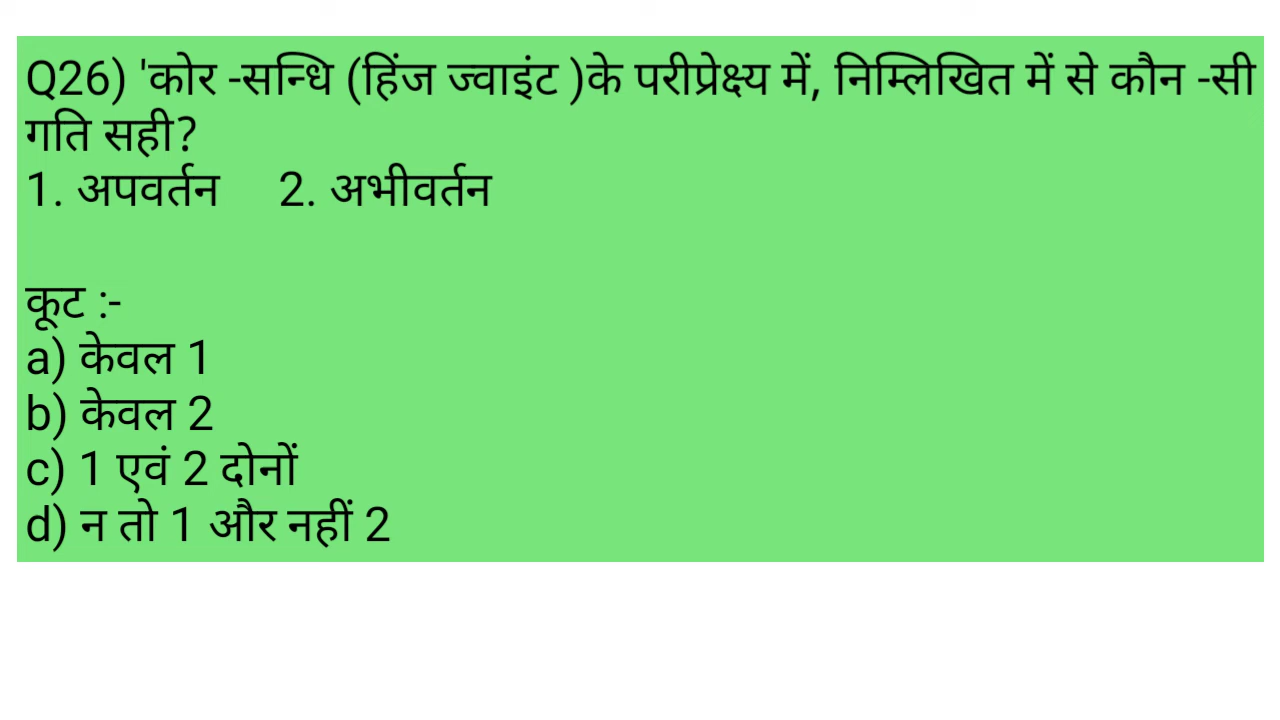 Q26) 'कोर -सन्धि (हिंज ज्वाइंट )के परीप्रेक्ष्य में, निम्लिखित में से कौन -सी
गति सही?
1. अपवर्तन 2. अभीवर्तन
कूट :-
a) केवल 1
b) केवल 2
c) 1 एवं 2 दोनों
d) न तो 1 और नहीं 2